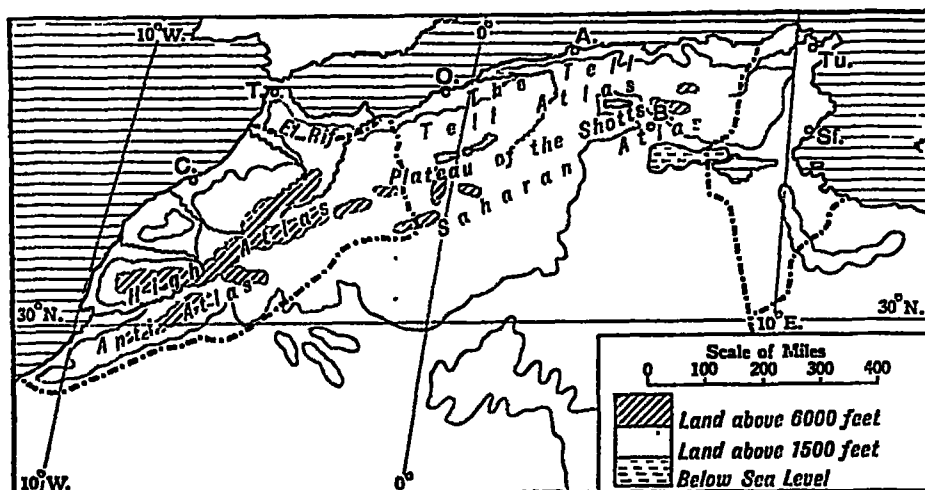 10°W.
0°
A.
Tu.
T.
O.
The Tell
Tell Atlas
El Rif
B.
Sf.
Plateau of the Shotts
C.
Saharan Atlas
High Atlas
Anti Atlas
30°N.
30°N.
10°E.
Scale of Miles
0 100 200 300 400
Land above 6000 feet
Land above 1500 feet
Below Sea Level
10°W.
0°